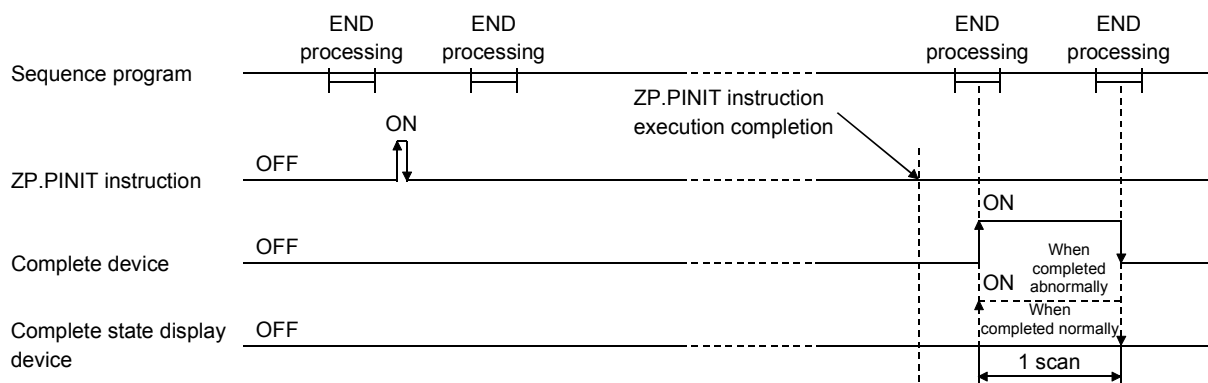 END
processing
END
processing
END
processing
END
processing
Sequence program
ZP.PINIT instruction
execution completion
ON
OFF
ZP.PINIT instruction
ON
OFF
Complete device
When
completed
abnormally
ON
When
completed normally
OFF
Complete state display
device
1 scan